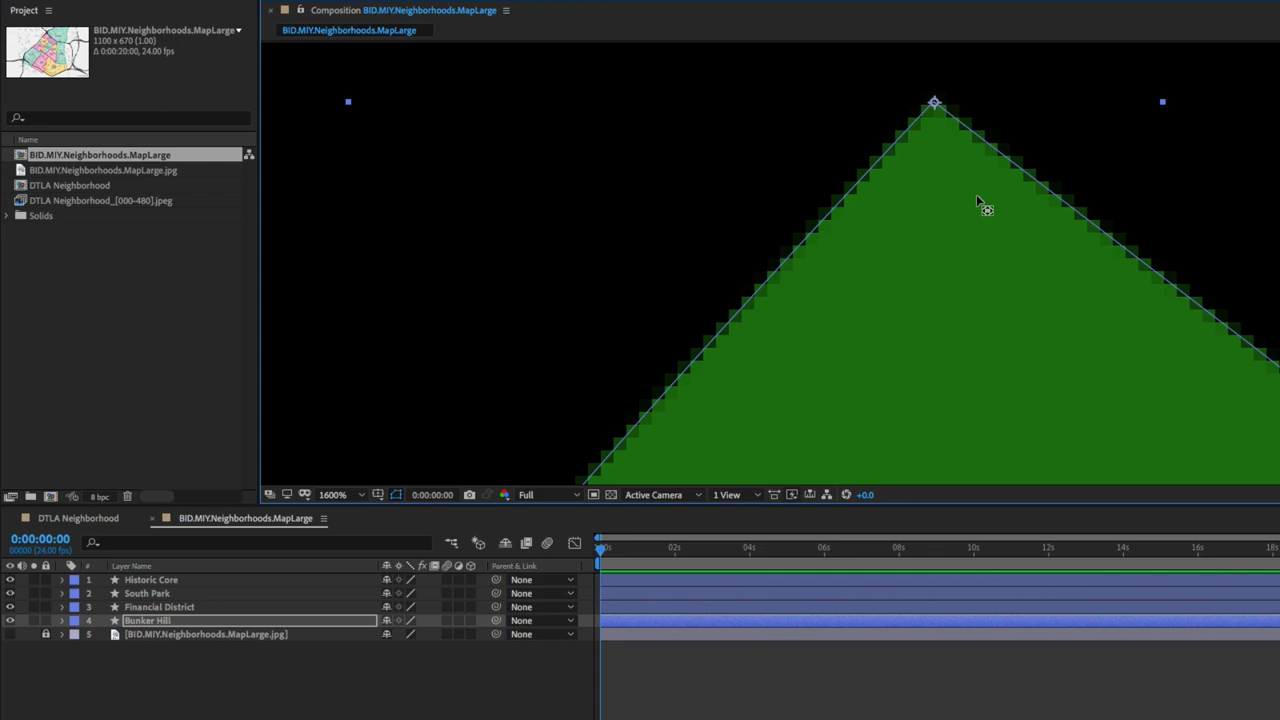 Project
BID.MIY.Neighborhoods.MapLarge
1100 x 670 (1.00)
Δ 0:00:20:00, 24.00 fps
Name
BID.MIY.Neighborhoods.MapLarge
BID.MIY.Neighborhoods.MapLarge.jpg
DTLA Neighborhood
DTLA Neighborhood_[000-480].jpeg
Solids
8 bpc
Composition BID.MIY.Neighborhoods.MapLarge
BID.MIY.Neighborhoods.MapLarge
1600% 0:00:00:00 Full Active Camera 1 View +0.0
DTLA Neighborhood BID.MIY.Neighborhoods.MapLarge
0:00:00:00
00000 (24.00 fps)
# Layer Name Parent & Link
1 Historic Core None
2 South Park None
3 Financial District None
4 Bunker Hill None
5 [BID.MIY.Neighborhoods.MapLarge.jpg] None
02s 04s 06s 08s 10s 12s 14s 16s 18s